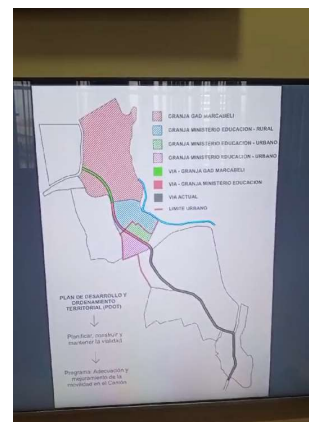 GRANJA GAD MARCABELI
GRANJA MINISTERIO EDUCACION - RURAL
GRANJA MINISTERIO EDUCACION - URBANO
GRANJA MINISTERIO EDUCACION - URBANO
VIA - GRANJA GAD MARCABELI
VIA - GRANJA MINISTERIO EDUCACION
VIA ACTUAL
LIMITE URBANO
PLAN DE DESARROLLO Y
ORDENAMIENTO
TERRITORIAL (PDOT)
Planificar, construir y
mantener la vialidad.
Programa: Adecuación y
mejoramiento de la
movilidad en el Cantón